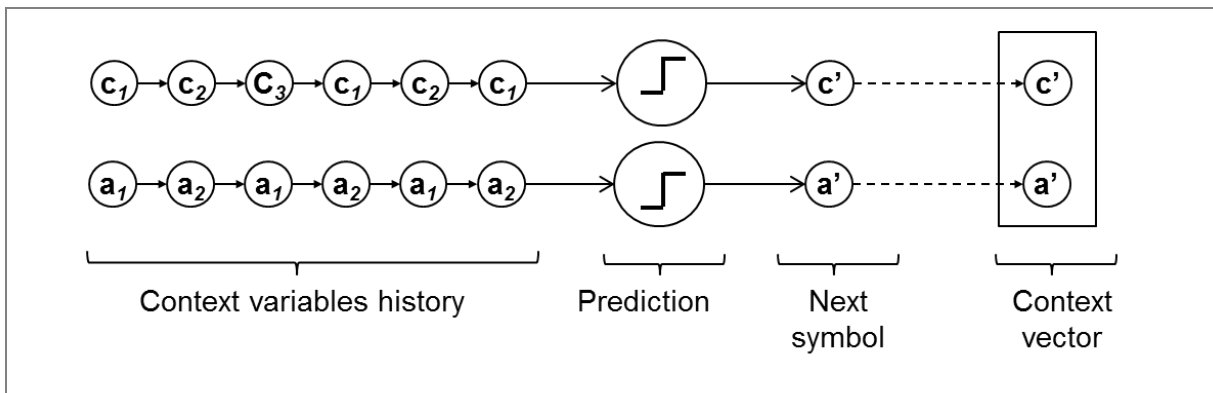 c1 c2 C3 c1 c2 c1 c’ c’
a1 a2 a1 a2 a1 a2 a’ a’
Context variables history Prediction Next Context
symbol vector